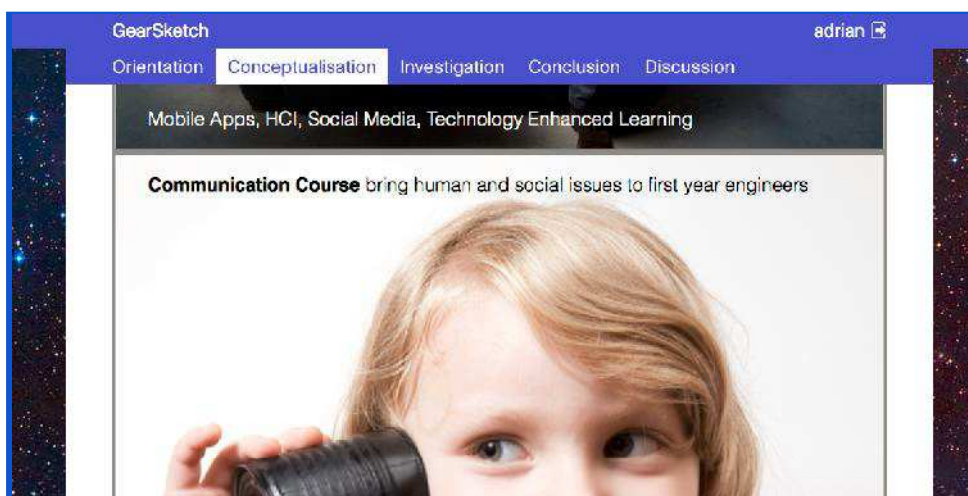 GearSketch
adrian
Orientation Conceptualisation Investigation Conclusion Discussion
Mobile Apps, HCI, Social Media, Technology Enhanced Learning
Communication Course bring human and social issues to first year engineers